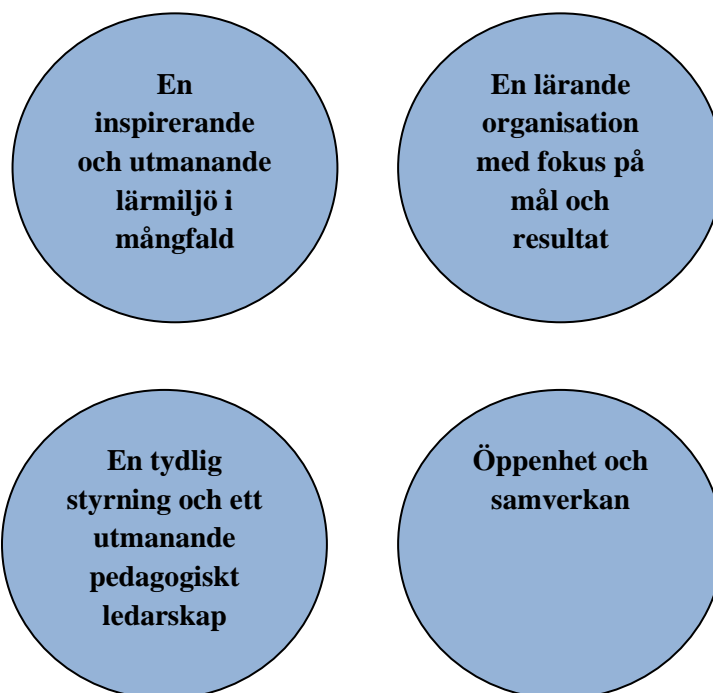 En
inspirerande
och utmanande
lärmiljö i
mångfald
En lärande
organisation
med fokus på
mål och
resultat
En tydlig
styrning och ett
utmanande
pedagogiskt
ledarskap
Öppenhet och
samverkan